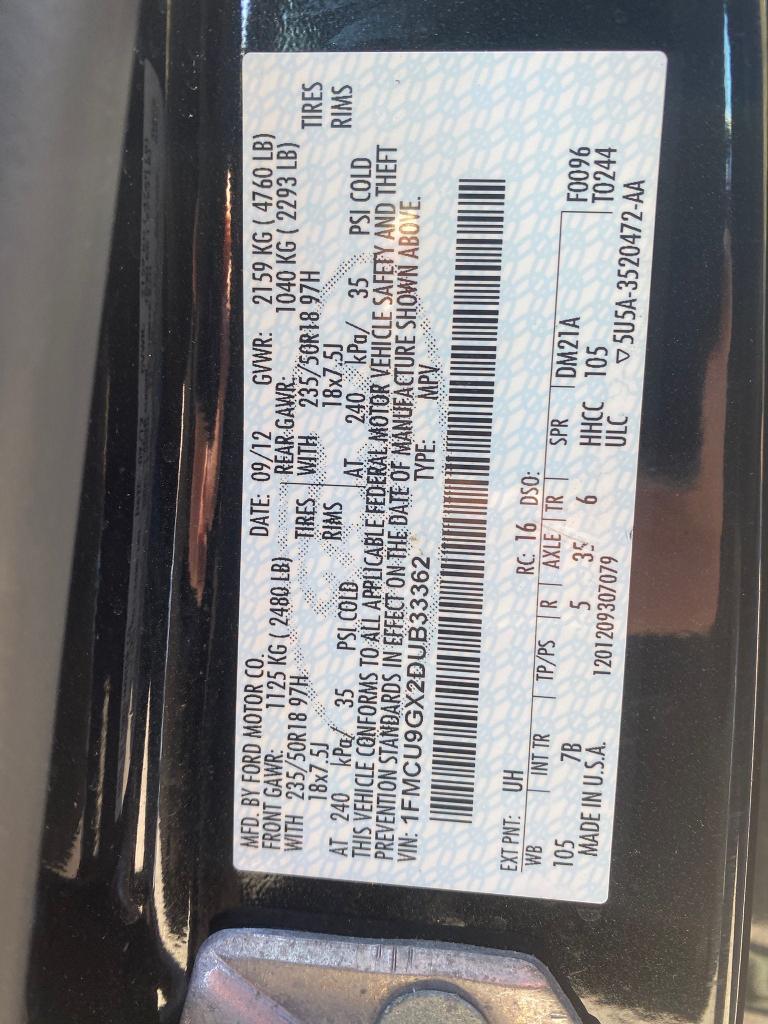 MFD. BY FORD MOTOR CO. DATE: 09/12 GVWR: 2159 KG ( 4760 LB)
FRONT GAWR: 1125 KG ( 2480 LB) REAR GAWR: 1040 KG ( 2293 LB)
WITH 235/50R18 97H TIRES WITH 235/50R18 97H TIRES
18x7.5J RIMS 18x7.5J RIMS
AT 240 kPa/ 35 PSI COLD AT 240 kPa/ 35 PSI COLD
THIS VEHICLE CONFORMS TO ALL APPLICABLE FEDERAL MOTOR VEHICLE SAFETY AND THEFT
PREVENTION STANDARDS IN EFFECT ON THE DATE OF MANUFACTURE SHOWN ABOVE.
VIN: 1FMCU9GX2DUB33362 TYPE: MPV
EXT PNT: UH RC: 16 DSO:
WB INT TR TP/PS R AXLE TR SPR DM21A F0096
105 7B 5 35 6 HHCC 105 T0244
MADE IN U.S.A. 1201209307079 ULC ▽5U5A-3520472-AA